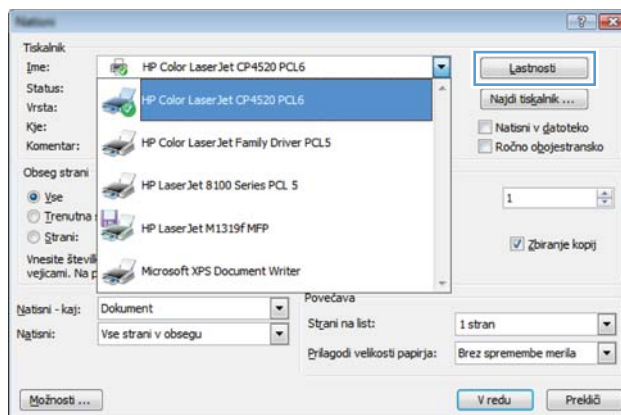 Natisni
Tiskalnik
Ime: HP Color LaserJet CP4520 PCL6
Lastnosti
Status:
HP Color LaserJet CP4520 PCL6
Najdi tiskalnik ...
Vrsta:
Kje:
HP Color LaserJet Family Driver PCL5
Natisni v datoteko
Komentar:
Ročno obojestransko
Obseg strani
HP LaserJet 8100 Series PCL 5
Vse
1
Trenutna
HP LaserJet M1319f MFP
Strani:
Zbiranje kopij
Vnesite števil
vejicami. Na p
Microsoft XPS Document Writer
Natisni - kaj: Dokument
Povečava
Natisni: Vse strani v obsegu
Strani na list: 1 stran
Prilagodi velikosti papirja: Brez spremembe merila
Možnosti ...
V redu
Prekliči